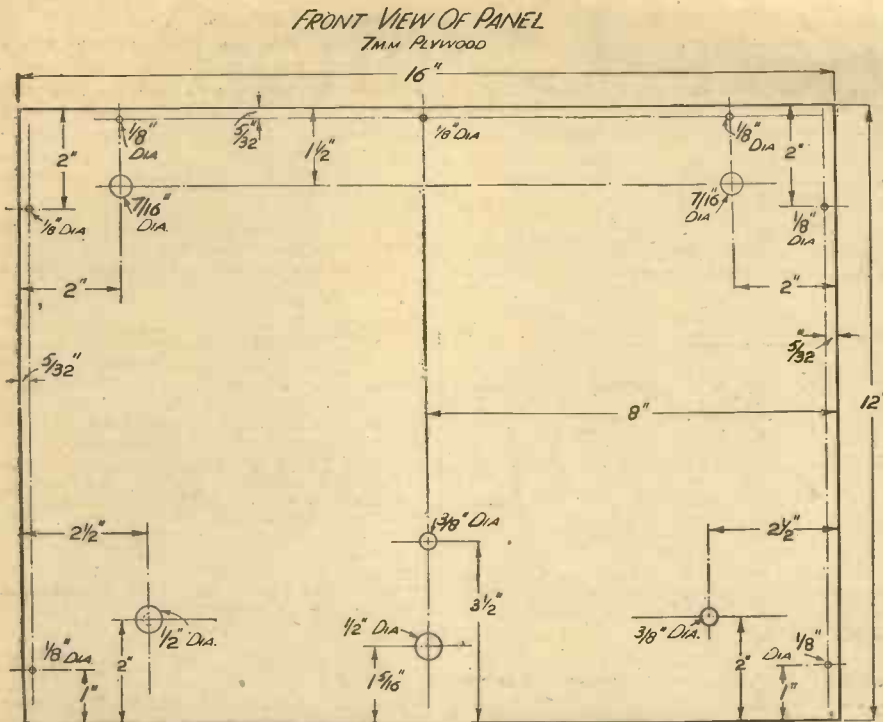 FRONT VIEW OF PANEL
7MM PLYWOOD
16"
1/8"
DIA
5/32"
1/8" DIA
1/8"
DIA
2"
1 1/2"
2"
7/16"
DIA.
7/16"
DIA
1/8" DIA
1/8"
DIA
2"
2"
5/32"
5/32"
8"
12"
3/8" DIA
2 1/2"
2 1/2"
3 1/2"
1/2" DIA.
1/2" DIA
3/8" DIA.
1/8" DIA.
2"
2"
DIA
1/8"
1"
1 5/16"
1"